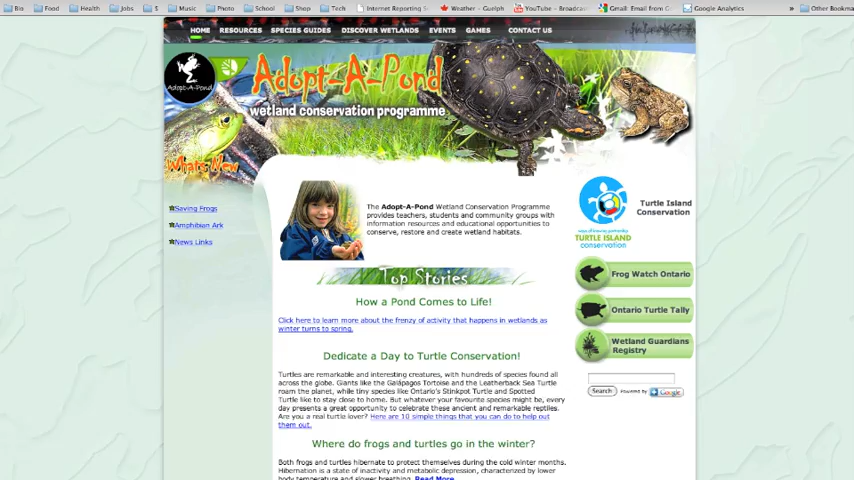 Bio Food Health Jobs S Music Photo School Shop Tech Internet Reporting S Weather – Guelph YouTube – Broadcas Gmail: Email from G Google Analytics » Other Bookma
HOME RESOURCES SPECIES GUIDES DISCOVER WETLANDS EVENTS GAMES CONTACT US
Adopt-A-Pond
Adopt-A-Pond
wetland conservation programme
Whats New
Saving Frogs
Amphibian Ark
News Links
The Adopt-A-Pond Wetland Conservation Programme
provides teachers, students and community groups with
information resources and educational opportunities to
conserve, restore and create wetland habitats.
Turtle Island
Conservation
TURTLE ISLAND
conservation
Frog Watch Ontario
Ontario Turtle Tally
Wetland Guardians
Registry
Search Powered by Google
Top Stories
How a Pond Comes to Life!
Click here to learn more about the frenzy of activity that happens in wetlands as
winter turns to spring.
Dedicate a Day to Turtle Conservation!
Turtles are remarkable and interesting creatures, with hundreds of species found all
across the globe. Giants like the Galápagos Tortoise and the Leatherback Sea Turtle
roam the planet, while tiny species like Ontario's Stinkpot Turtle and Spotted
Turtle like to stay close to home. But whatever your favourite species might be, every
day presents a great opportunity to celebrate these ancient and remarkable reptiles.
Are you a real turtle lover? Here are 10 simple things that you can do to help out
them out.
Where do frogs and turtles go in the winter?
Both frogs and turtles hibernate to protect themselves during the cold winter months.
Hibernation is a state of inactivity and metabolic depression, characterized by lower
body temperature and slower breathing. Read More